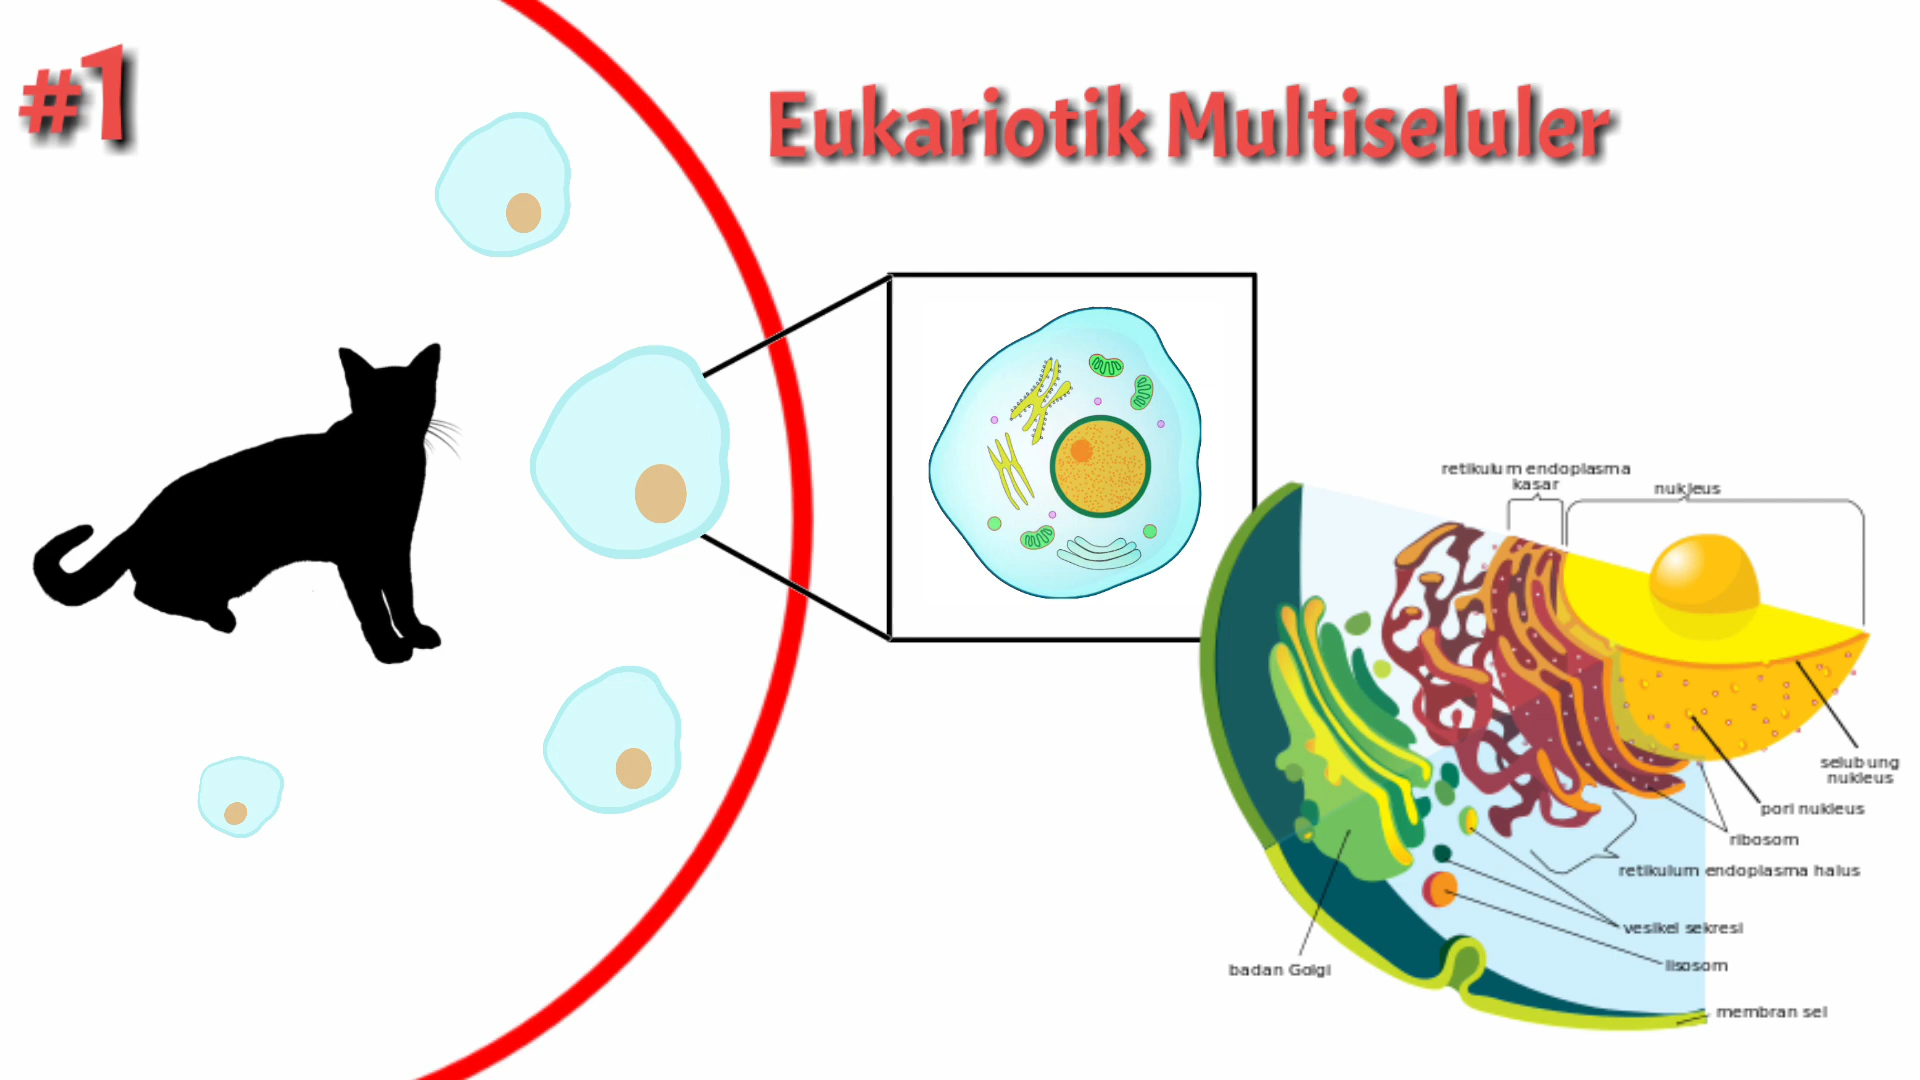 #1
Eukariotik Multiseluler
retikulum endoplasma
kasar
nukleus
selubung
nukleus
pori nukleus
ribosom
retikulum endoplasma halus
vesikel sekresi
lisosom
badan Golgi
membran sel